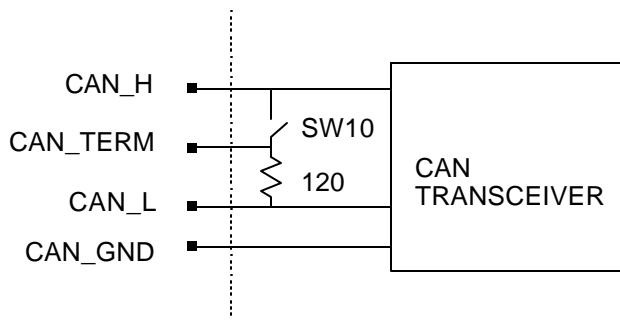 CAN_H
CAN_TERM
SW10
120
CAN_L
CAN_GND
CAN
TRANSCEIVER